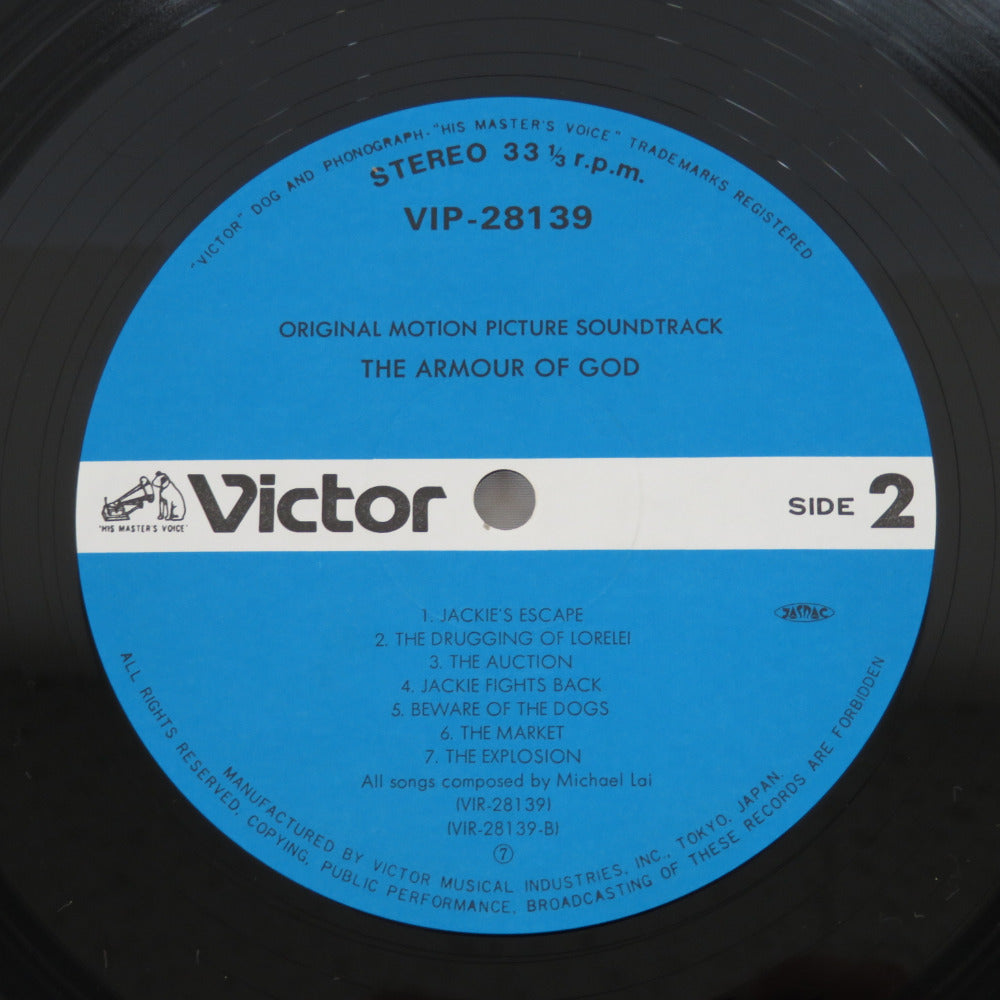 "VICTOR" DOG AND PHONOGRAPH-"HIS MASTER'S VOICE" TRADEMARKS REGISTERED
STEREO 33 ⅓ r.p.m.
VIP-28139
ORIGINAL MOTION PICTURE SOUNDTRACK
THE ARMOUR OF GOD
"HIS MASTER'S VOICE"
Victor
SIDE 2
1. JACKIE'S ESCAPE
JASRAC
2. THE DRUGGING OF LORELEI
3. THE AUCTION
4. JACKIE FIGHTS BACK
5. BEWARE OF THE DOGS
6. THE MARKET
7. THE EXPLOSION
All songs composed by Michael Lai
(VIR-28139)
(VIR-28139-B)
⑦
MANUFACTURED BY VICTOR MUSICAL INDUSTRIES, INC., TOKYO, JAPAN.
ALL RIGHTS RESERVED. COPYING, PUBLIC PERFORMANCE, BROADCASTING OF THESE RECORDS ARE FORBIDDEN